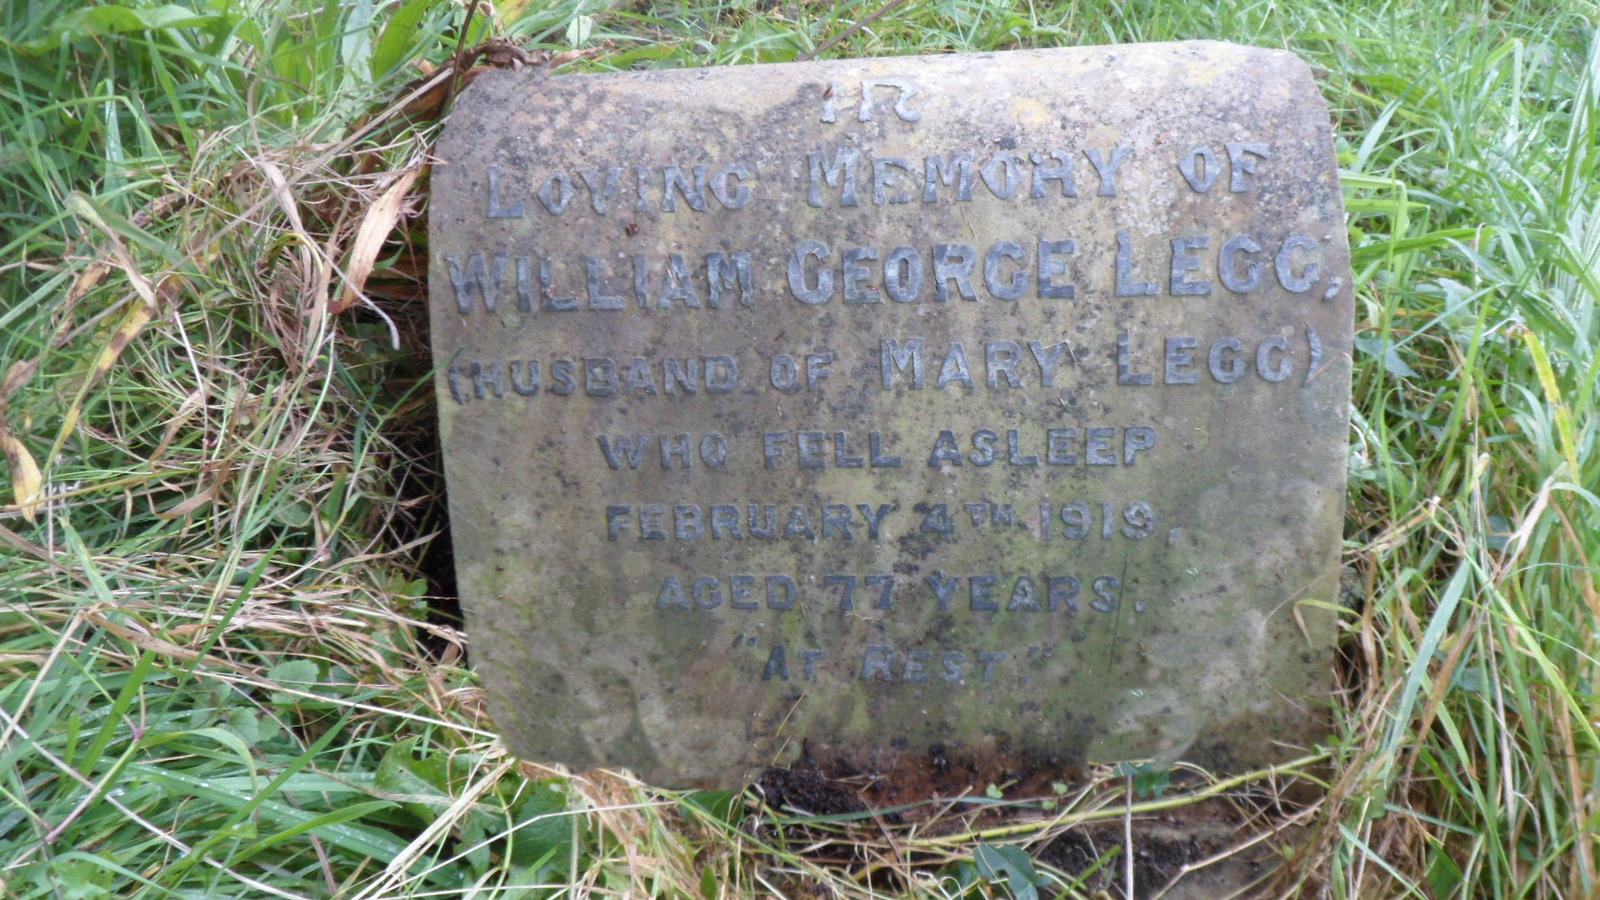 IN
LOVING MEMORY OF
WILLIAM GEORGE LEGG,
(HUSBAND OF MARY LEGG)
WHO FELL ASLEEP
FEBRUARY 4TH 1919,
AGED 77 YEARS.
"AT REST."